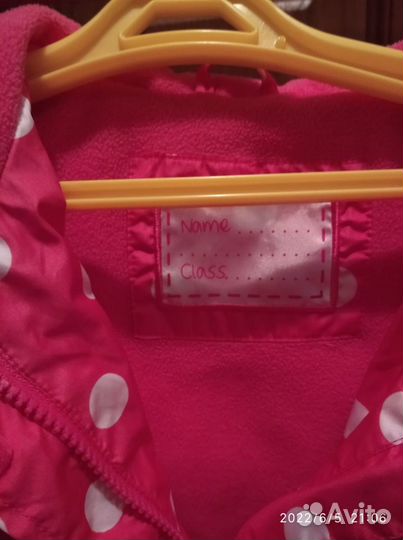 Name........
............
Class........
2022/6/5 21:06
Avito